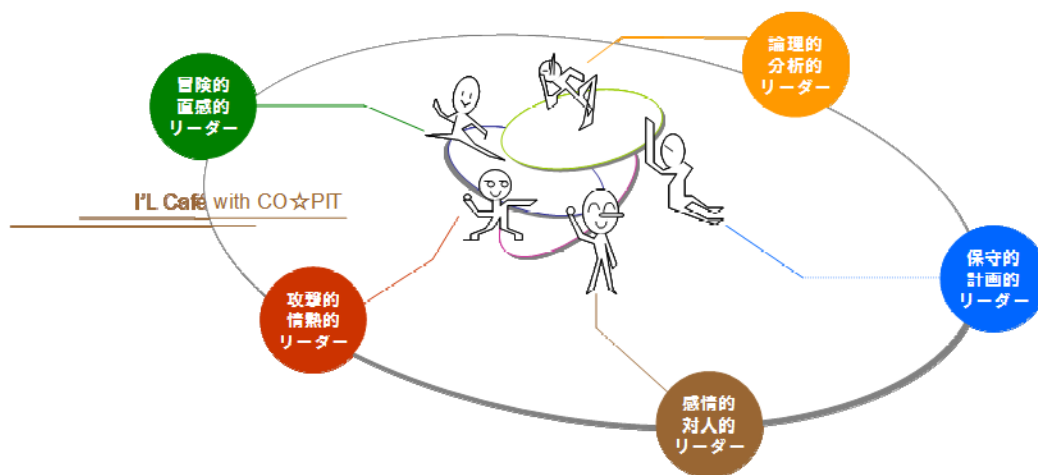 論理的
分析的
リーダー
冒険的
直感的
リーダー
I'L Café with CO☆PIT
保守的
計画的
リーダー
攻撃的
情熱的
リーダー
感情的
対人的
リーダー